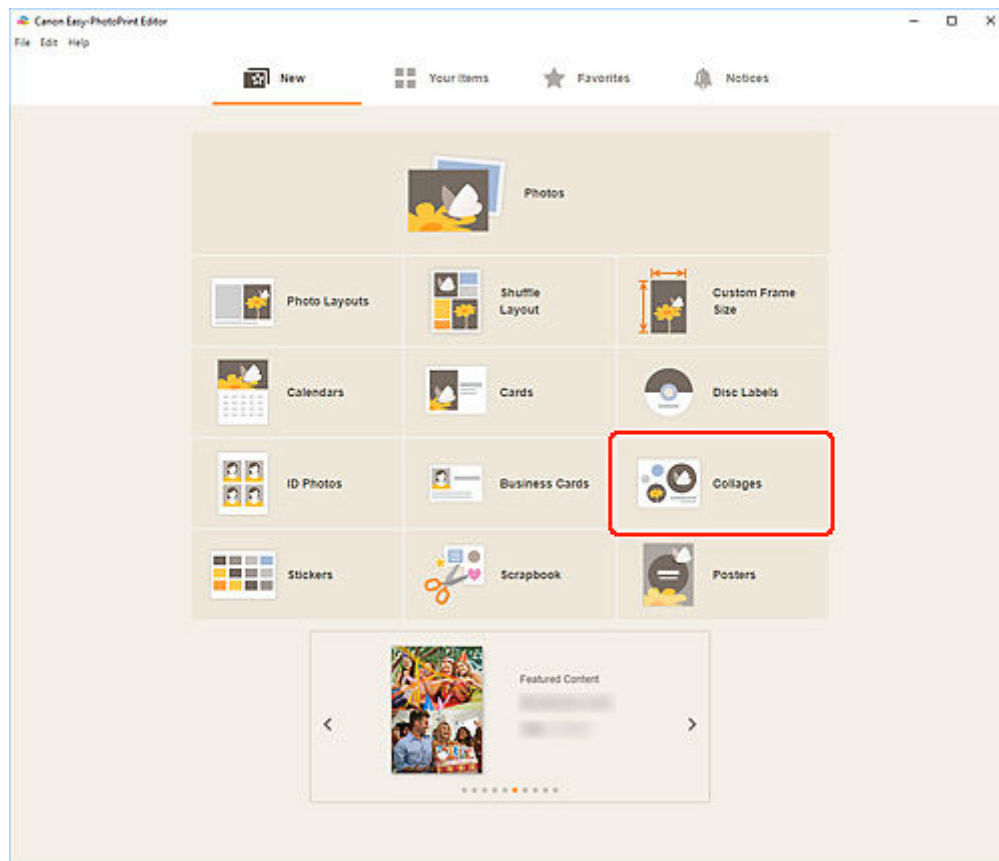 Canon Easy-PhotoPrint Editor
File Edit Help
New Your Items Favorites Notices
Photos
Photo Layouts
Shuffle
Layout
Custom Frame
Size
Calendars
Cards
Disc Labels
ID Photos
Business Cards
Collages
Stickers
Scrapbook
Posters
Featured Content